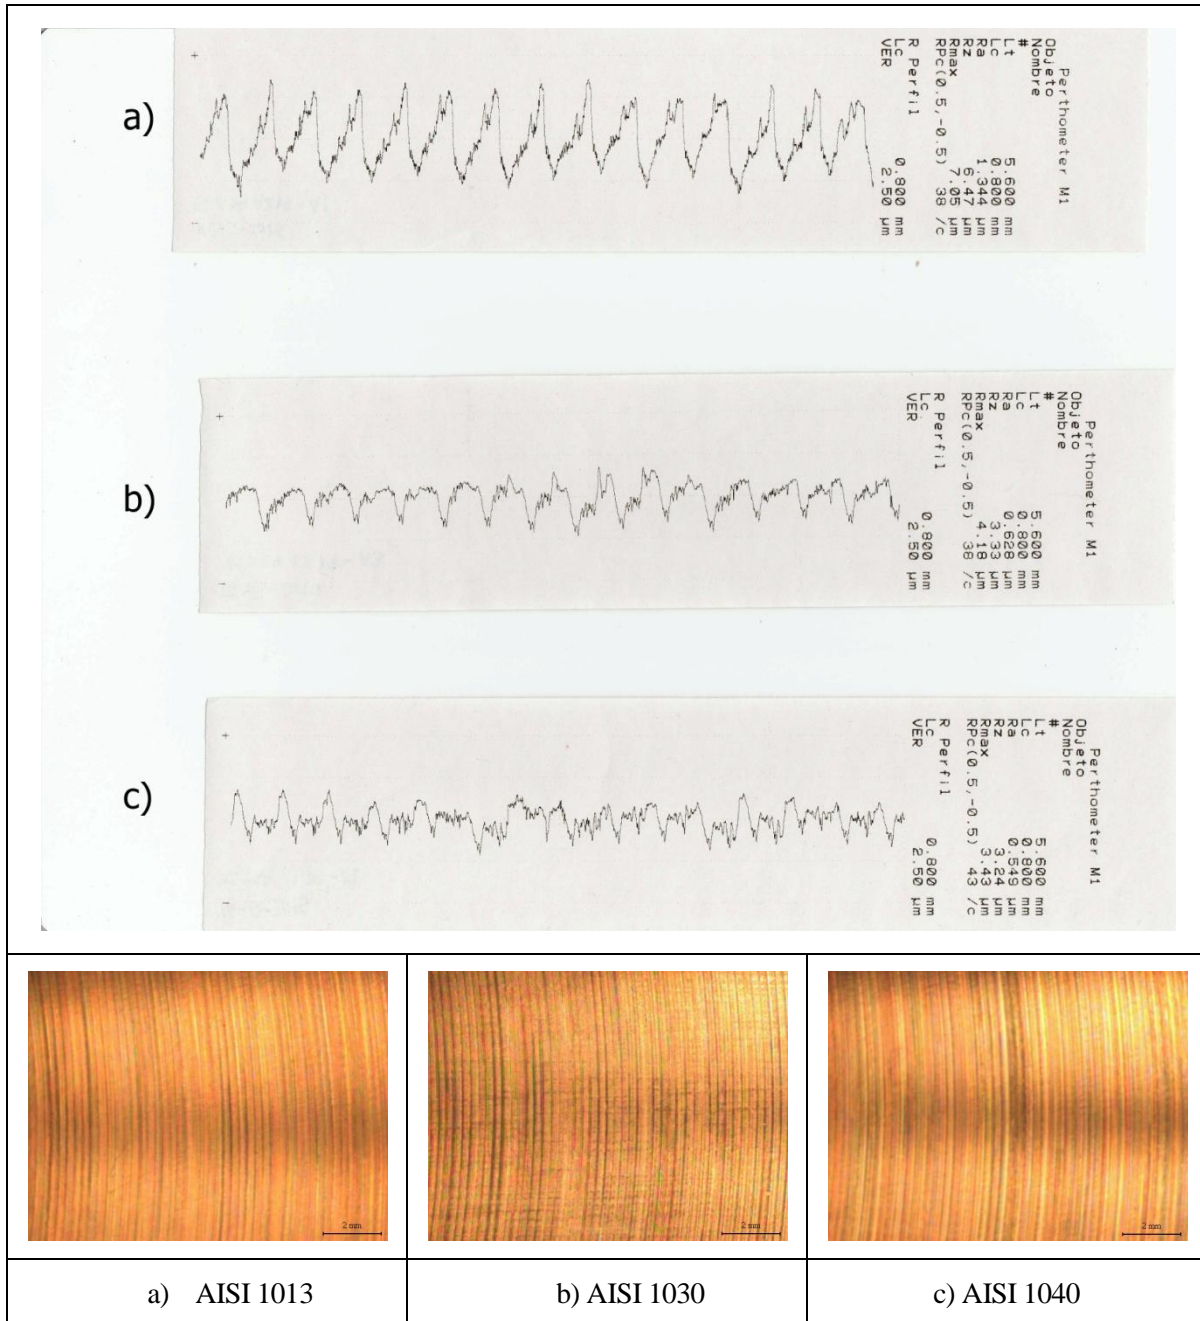 a)
Perthometer M1
Objeto
Nombre
#
Lt 5.600 mm
Lc 0.800 mm
Ra 1.344 µm
Rz 6.47 µm
Rmax 7.05 µm
RPc(0.5,-0.5) 38 /c
R Perfil
Lc 0.800 mm
VER 2.50 µm
b)
Perthometer M1
Objeto
Nombre
#
Lt 5.600 mm
Lc 0.800 mm
Ra 0.628 µm
Rz 3.33 µm
Rmax 4.18 µm
RPc(0.5,-0.5) 38 /c
R Perfil
Lc 0.800 mm
VER 2.50 µm
c)
Perthometer M1
Objeto
Nombre
#
Lt 5.600 mm
Lc 0.800 mm
Ra 0.549 µm
Rz 3.24 µm
Rmax 3.43 µm
RPc(0.5,-0.5) 43 /c
R Perfil
Lc 0.800 mm
VER 2.50 µm
2 mm
2 mm
2 mm
a) AISI 1013
b) AISI 1030
c) AISI 1040